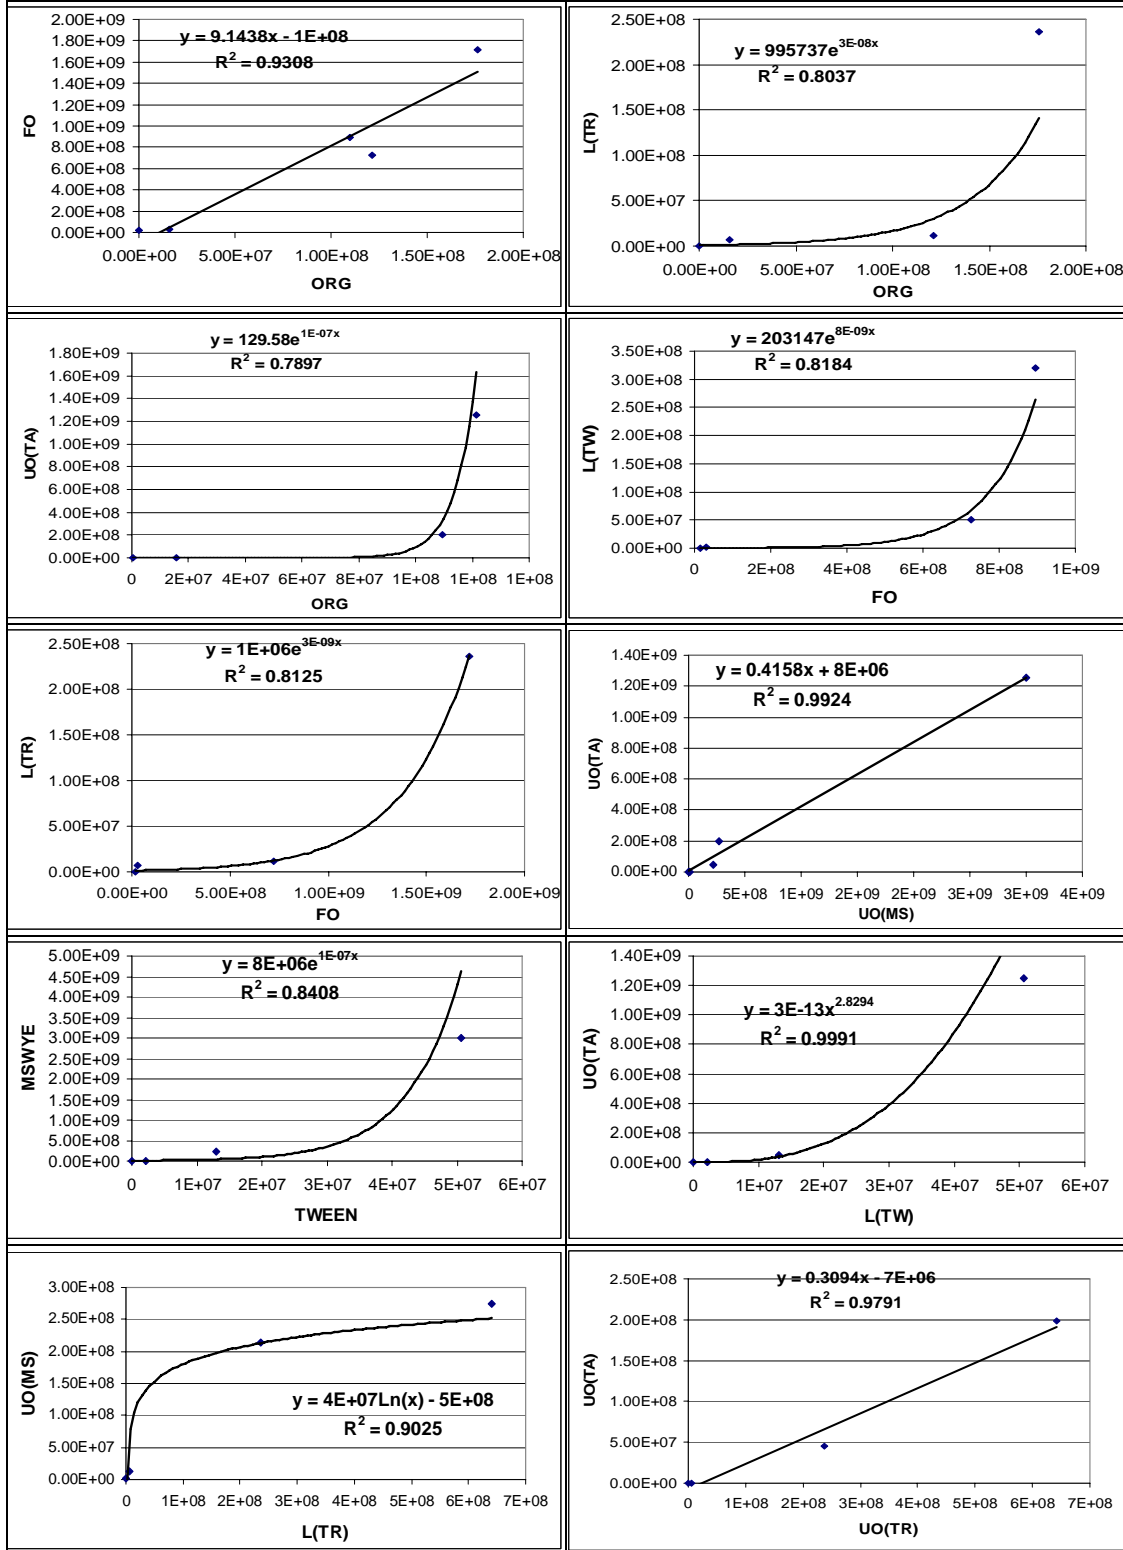 y = 9.1438x - 1E+08
R² = 0.9308
2.00E+09
1.80E+09
1.60E+09
1.40E+09
1.20E+09
1.00E+09
8.00E+08
6.00E+08
4.00E+08
2.00E+08
0.00E+00
FO
0.00E+00 5.00E+07 1.00E+08 1.50E+08 2.00E+08
ORG
y = 995737e^3E-08x
R² = 0.8037
2.50E+08
2.00E+08
1.50E+08
1.00E+08
5.00E+07
0.00E+00
L(TR)
0.00E+00 5.00E+07 1.00E+08 1.50E+08 2.00E+08
ORG
y = 129.58e^1E-07x
R² = 0.7897
1.80E+09
1.60E+09
1.40E+09
1.20E+09
1.00E+09
8.00E+08
6.00E+08
4.00E+08
2.00E+08
0.00E+00
UO(TA)
0 2E+07 4E+07 6E+07 8E+07 1E+08 1E+08 1E+08
ORG
y = 203147e^8E-09x
R² = 0.8184
3.50E+08
3.00E+08
2.50E+08
2.00E+08
1.50E+08
1.00E+08
5.00E+07
0.00E+00
L(TW)
0 2E+08 4E+08 6E+08 8E+08 1E+09
FO
y = 1E+06e^3E-09x
R² = 0.8125
2.50E+08
2.00E+08
1.50E+08
1.00E+08
5.00E+07
0.00E+00
L(TR)
0.00E+00 5.00E+08 1.00E+09 1.50E+09 2.00E+09
FO
y = 0.4158x + 8E+06
R² = 0.9924
1.40E+09
1.20E+09
1.00E+09
8.00E+08
6.00E+08
4.00E+08
2.00E+08
0.00E+00
UO(TA)
0 5E+08 1E+09 2E+09 2E+09 3E+09 3E+09 4E+09
UO(MS)
y = 8E+06e^1E-07x
R² = 0.8408
5.00E+09
4.50E+09
4.00E+09
3.50E+09
3.00E+09
2.50E+09
2.00E+09
1.50E+09
1.00E+09
5.00E+08
0.00E+00
MSWYE
0 1E+07 2E+07 3E+07 4E+07 5E+07 6E+07
TWEEN
y = 3E-13x^2.8294
R² = 0.9991
1.40E+09
1.20E+09
1.00E+09
8.00E+08
6.00E+08
4.00E+08
2.00E+08
0.00E+00
UO(TA)
0 1E+07 2E+07 3E+07 4E+07 5E+07 6E+07
L(TW)
3.00E+08
2.50E+08
2.00E+08
1.50E+08
1.00E+08
5.00E+07
0.00E+00
UO(MS)
y = 4E+07Ln(x) - 5E+08
R² = 0.9025
0 1E+08 2E+08 3E+08 4E+08 5E+08 6E+08 7E+08
L(TR)
y = 0.3094x - 7E+06
R² = 0.9791
2.50E+08
2.00E+08
1.50E+08
1.00E+08
5.00E+07
0.00E+00
UO(TA)
0 1E+08 2E+08 3E+08 4E+08 5E+08 6E+08 7E+08
UO(TR)